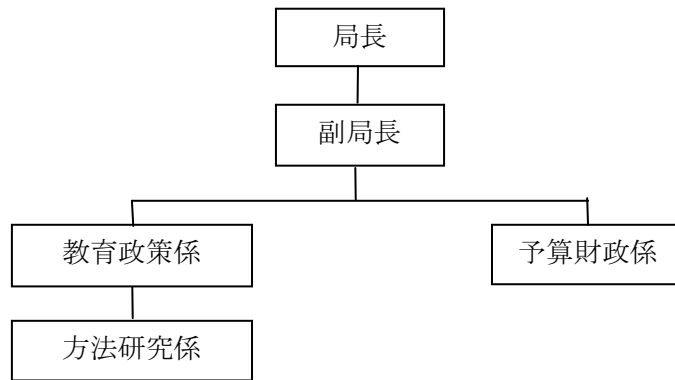 局長
副局長
教育政策係
予算財政係
方法研究係